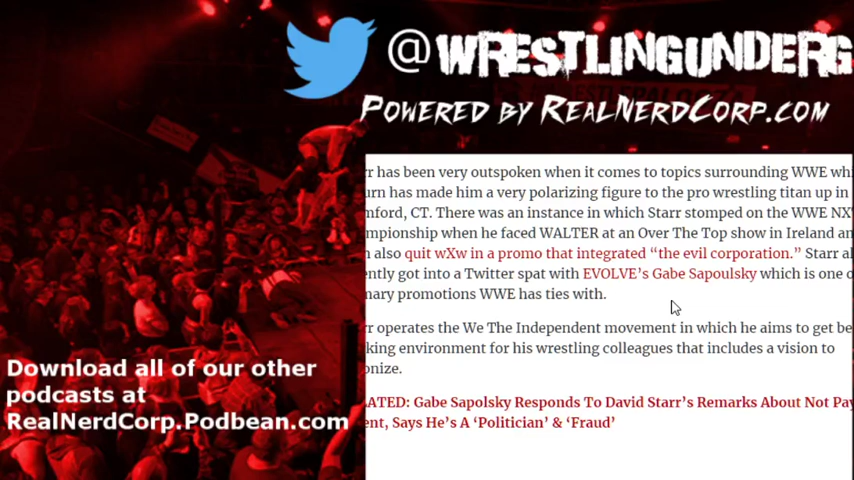 @WRESTLINGUNDERG
POWERED BY REALNERDCORP.COM
rr has been very outspoken when it comes to topics surrounding WWE whi
urn has made him a very polarizing figure to the pro wrestling titan up in
mford, CT. There was an instance in which Starr stomped on the WWE NX
mpionship when he faced WALTER at an Over The Top show in Ireland an
n also quit wXw in a promo that integrated “the evil corporation.” Starr al
ently got into a Twitter spat with EVOLVE’s Gabe Sapoulsky which is one o
mary promotions WWE has ties with.
rr operates the We The Independent movement in which he aims to get be
king environment for his wrestling colleagues that includes a vision to
onize.
LATED: Gabe Sapolsky Responds To David Starr’s Remarks About Not Pay
ent, Says He’s A ‘Politician’ & ‘Fraud’
Download all of our other
podcasts at
RealNerdCorp.Podbean.com